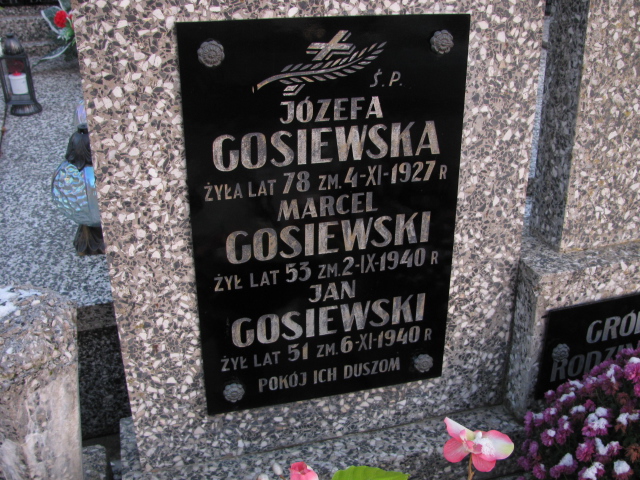 Ś.P.
JÓZEFA
GOSIEWSKA
ŻYŁA LAT 78 ZM. 4-XI-1927 R
MARCEL
GOSIEWSKI
ŻYŁ LAT 53 ZM. 2-IX-1940 R
JAN
GOSIEWSKI
ŻYŁ LAT 51 ZM. 6-XI-1940 R
POKÓJ ICH DUSZOM